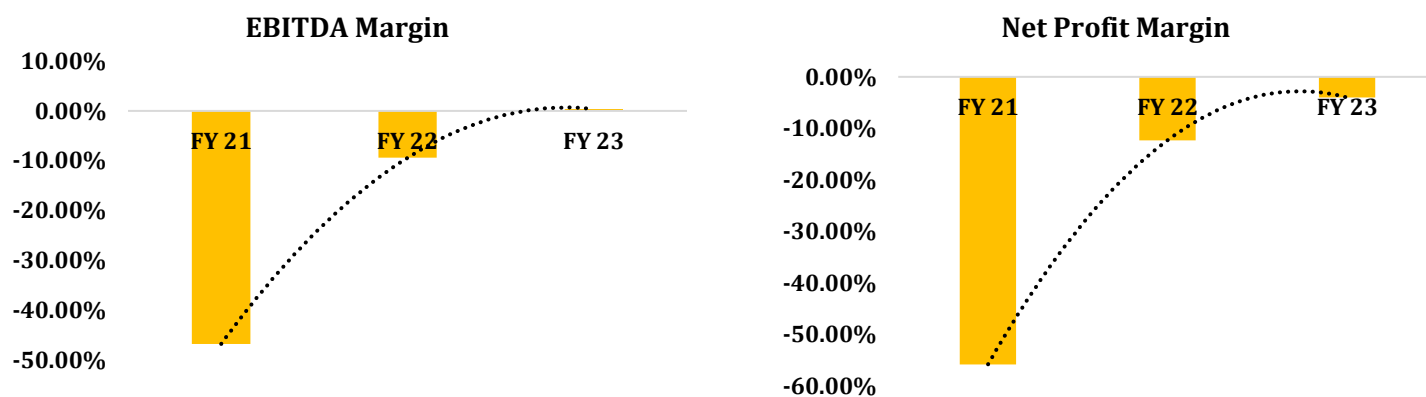 EBITDA Margin
10.00%
0.00%
-10.00%
-20.00%
-30.00%
-40.00%
-50.00%
FY 21
FY 22
FY 23
Net Profit Margin
0.00%
-10.00%
-20.00%
-30.00%
-40.00%
-50.00%
-60.00%
FY 21
FY 22
FY 23